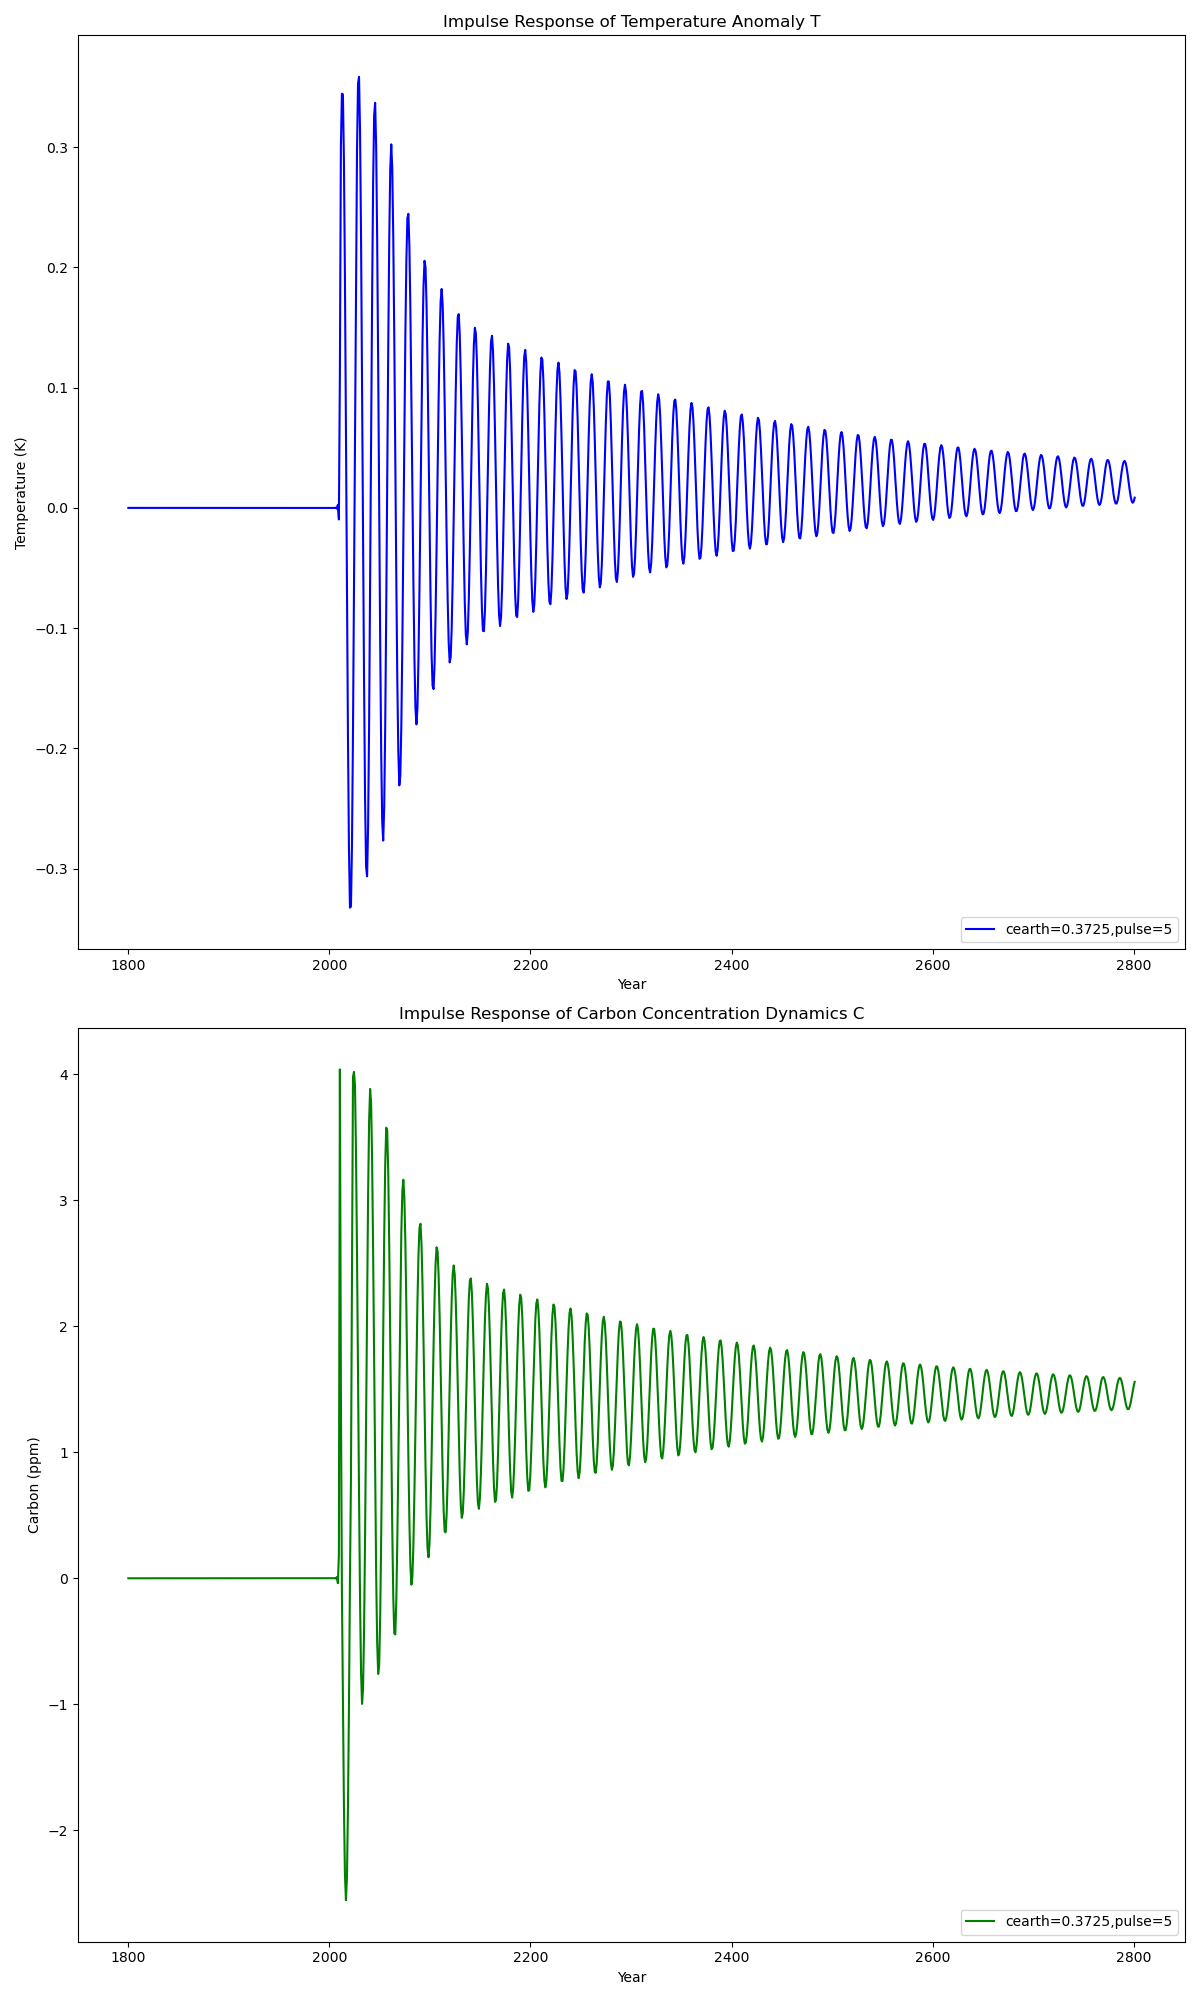 Impulse Response of Temperature Anomaly T
0.3
0.2
0.1
0.0
−0.1
−0.2
−0.3
Temperature (K)
cearth=0.3725,pulse=5
1800 2000 2200 2400 2600 2800
Year
Impulse Response of Carbon Concentration Dynamics C
4
3
2
1
0
−1
−2
Carbon (ppm)
cearth=0.3725,pulse=5
1800 2000 2200 2400 2600 2800
Year